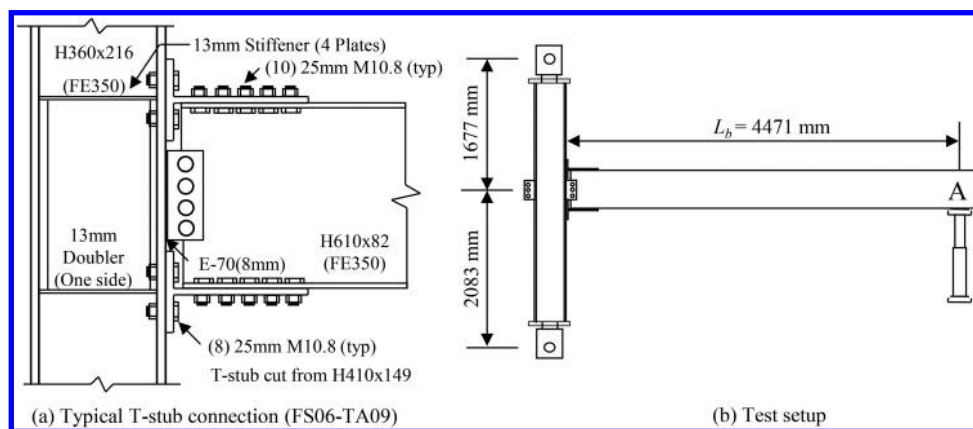 H360x216
(FE350)
13mm Stiffener (4 Plates)
(10) 25mm M10.8 (typ)
13mm
Doubler
(One side)
E-70(8mm)
H610x82
(FE350)
(8) 25mm M10.8 (typ)
T-stub cut from H410x149
(a) Typical T-stub connection (FS06-TA09)
1677 mm
2083 mm
Lb = 4471 mm
A
(b) Test setup